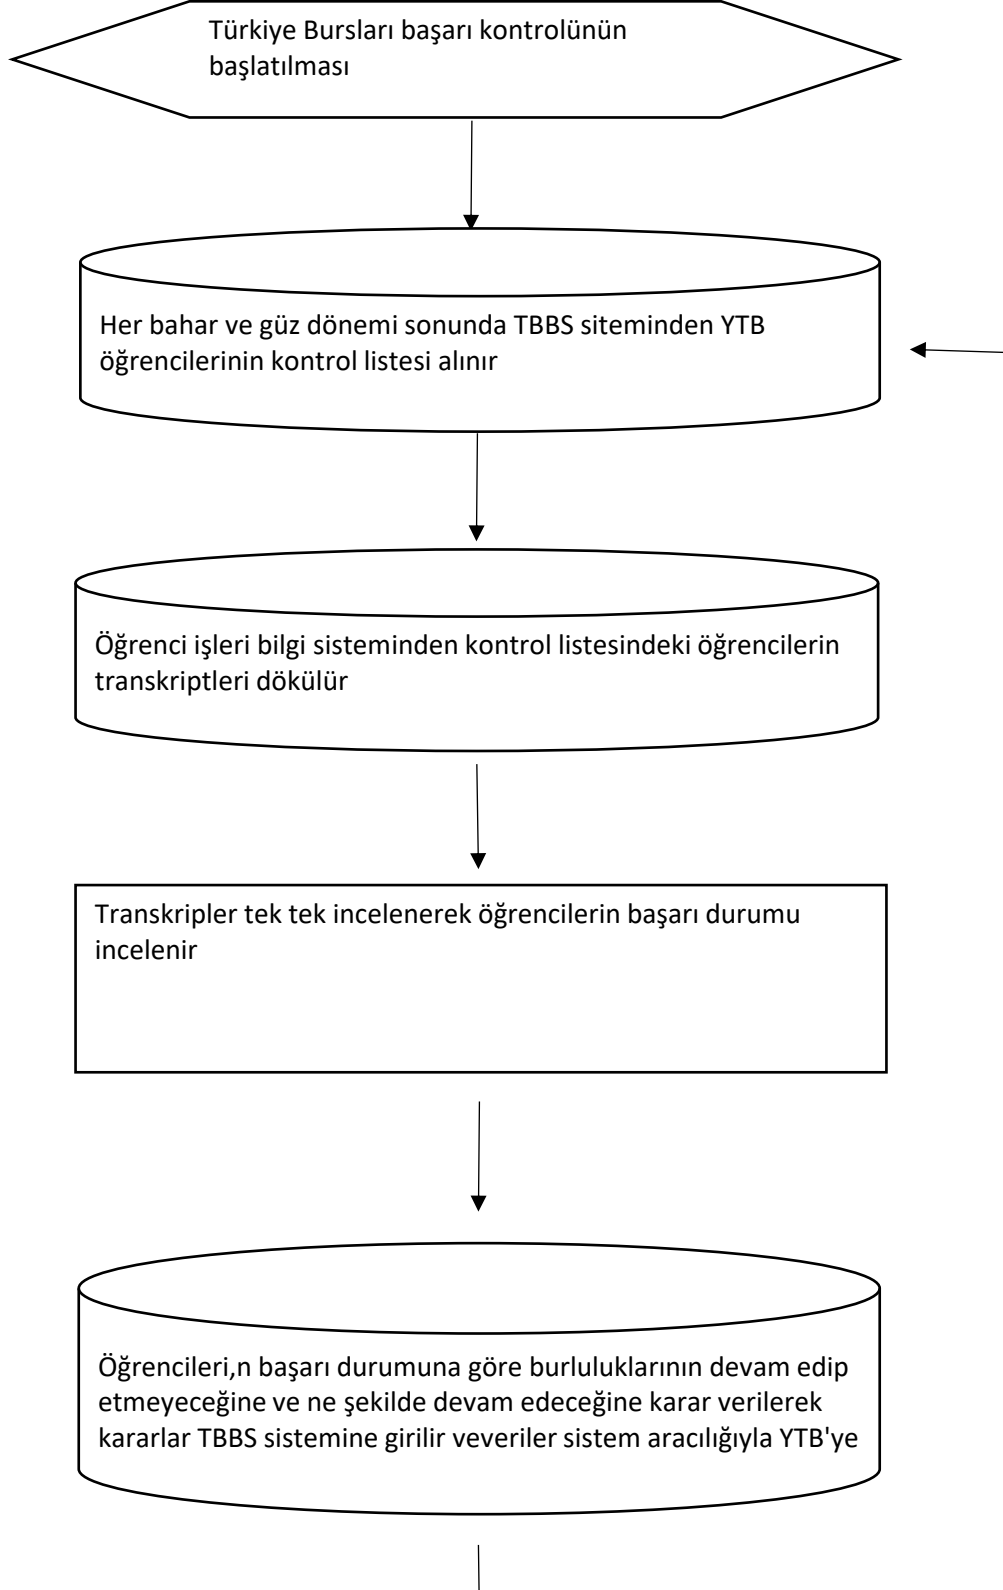 Türkiye Bursları başarı kontrolünün
başlatılması
Her bahar ve güz dönemi sonunda TBBS siteminden YTB
öğrencilerinin kontrol listesi alınır
Öğrenci işleri bilgi sisteminden kontrol listesindeki öğrencilerin
transkriptleri dökülür
Transkripler tek tek incelenerek öğrencilerin başarı durumu
incelenir
Öğrencileri,n başarı durumuna göre burluluklarının devam edip
etmeyeceğine ve ne şekilde devam edeceğine karar verilerek
kararlar TBBS sistemine girilir veveriler sistem aracılığıyla YTB'ye